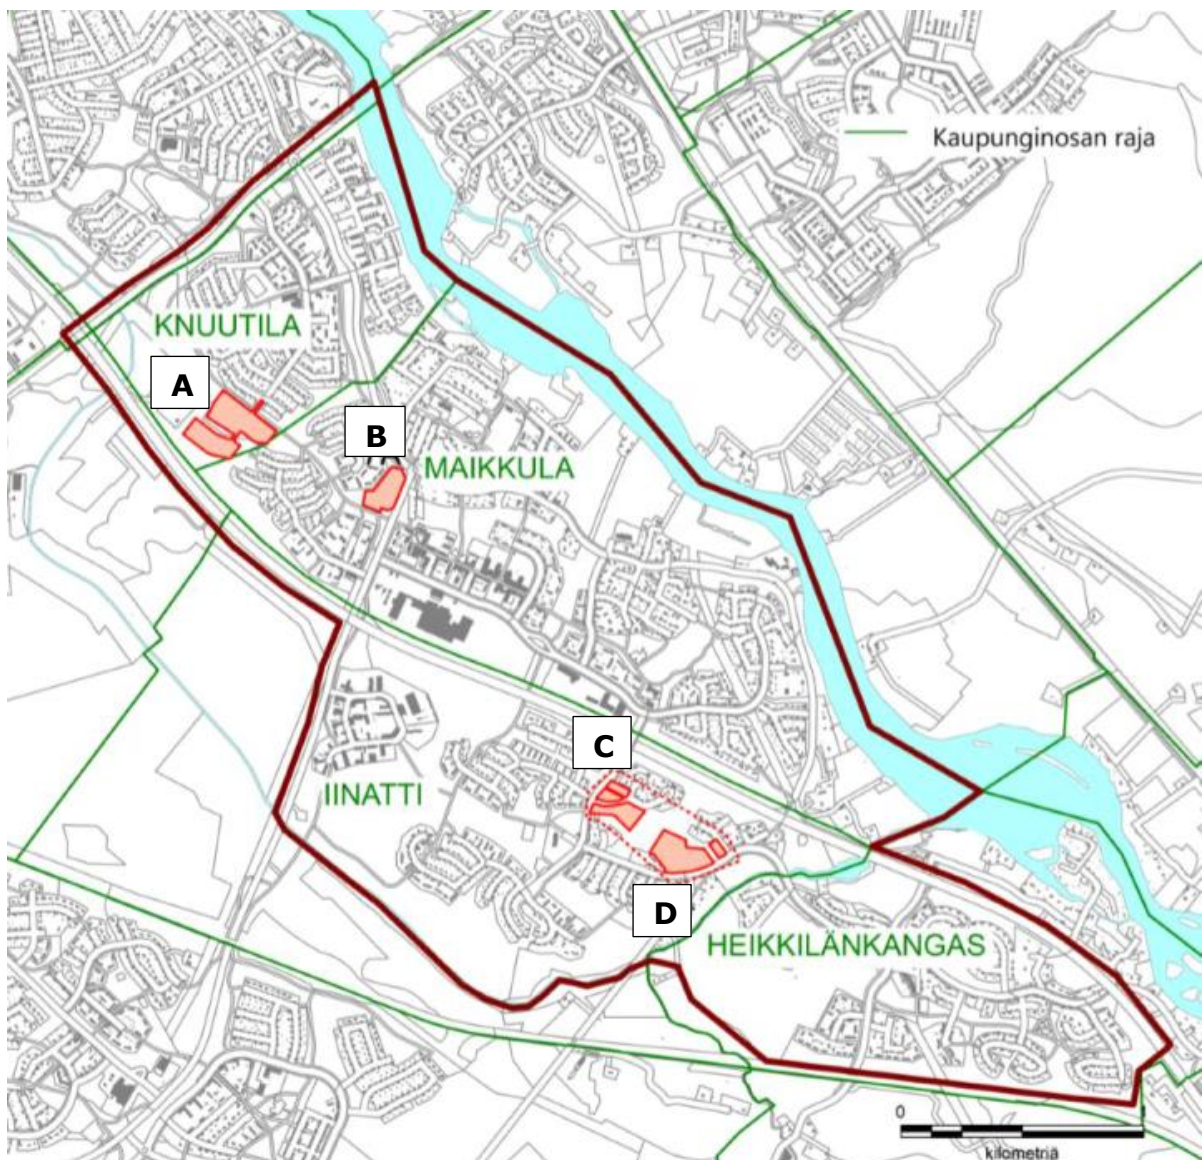 Kaupunginosan raja
KNUUTILA
A
B
MAIKKULA
C
IINATTI
D
HEIKKILÄNKANGAS
0
kilometriä